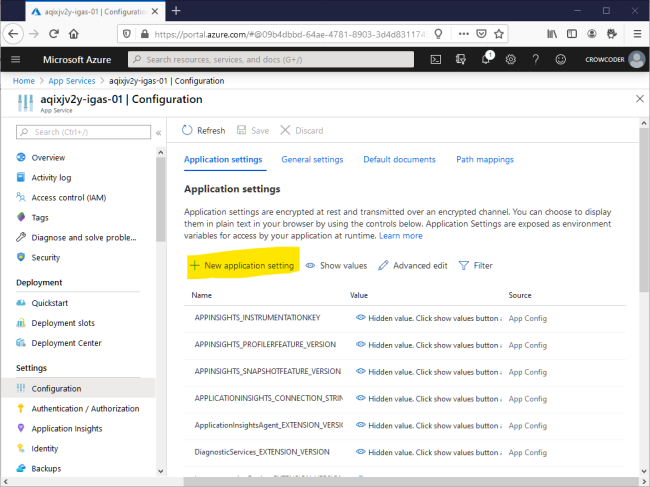 aqixjv2y-igas-01 | Configuration
https://portal.azure.com/#@09b4dbbd-64ae-4781-8903-3d4d831174
Microsoft Azure
Search resources, services, and docs (G+/)
1
CROWCODER
Home > App Services > aqixjv2y-igas-01 | Configuration
aqixjv2y-igas-01 | Configuration
App Service
Search (Ctrl+/)
Refresh
Save
Discard
Overview
Activity log
Access control (IAM)
Tags
Diagnose and solve proble...
Security
Deployment
Quickstart
Deployment slots
Deployment Center
Settings
Configuration
Authentication / Authorization
Application Insights
Identity
Backups
Application settings
General settings
Default documents
Path mappings
Application settings
Application settings are encrypted at rest and transmitted over an encrypted channel. You can choose to display
them in plain text in your browser by using the controls below. Application Settings are exposed as environment
variables for access by your application at runtime. Learn more
New application setting
Show values
Advanced edit
Filter
Name Value Source
APPINSIGHTS_INSTRUMENTATIONKEY Hidden value. Click show values button App Config
APPINSIGHTS_PROFILERFEATURE_VERSION Hidden value. Click show values button App Config
APPINSIGHTS_SNAPSHOTFEATURE_VERSION Hidden value. Click show values button App Config
APPLICATIONINSIGHTS_CONNECTION_STRIN Hidden value. Click show values button App Config
ApplicationInsightsAgent_EXTENSION_VERSI Hidden value. Click show values button App Config
DiagnosticServices_EXTENSION_VERSION Hidden value. Click show values button App Config